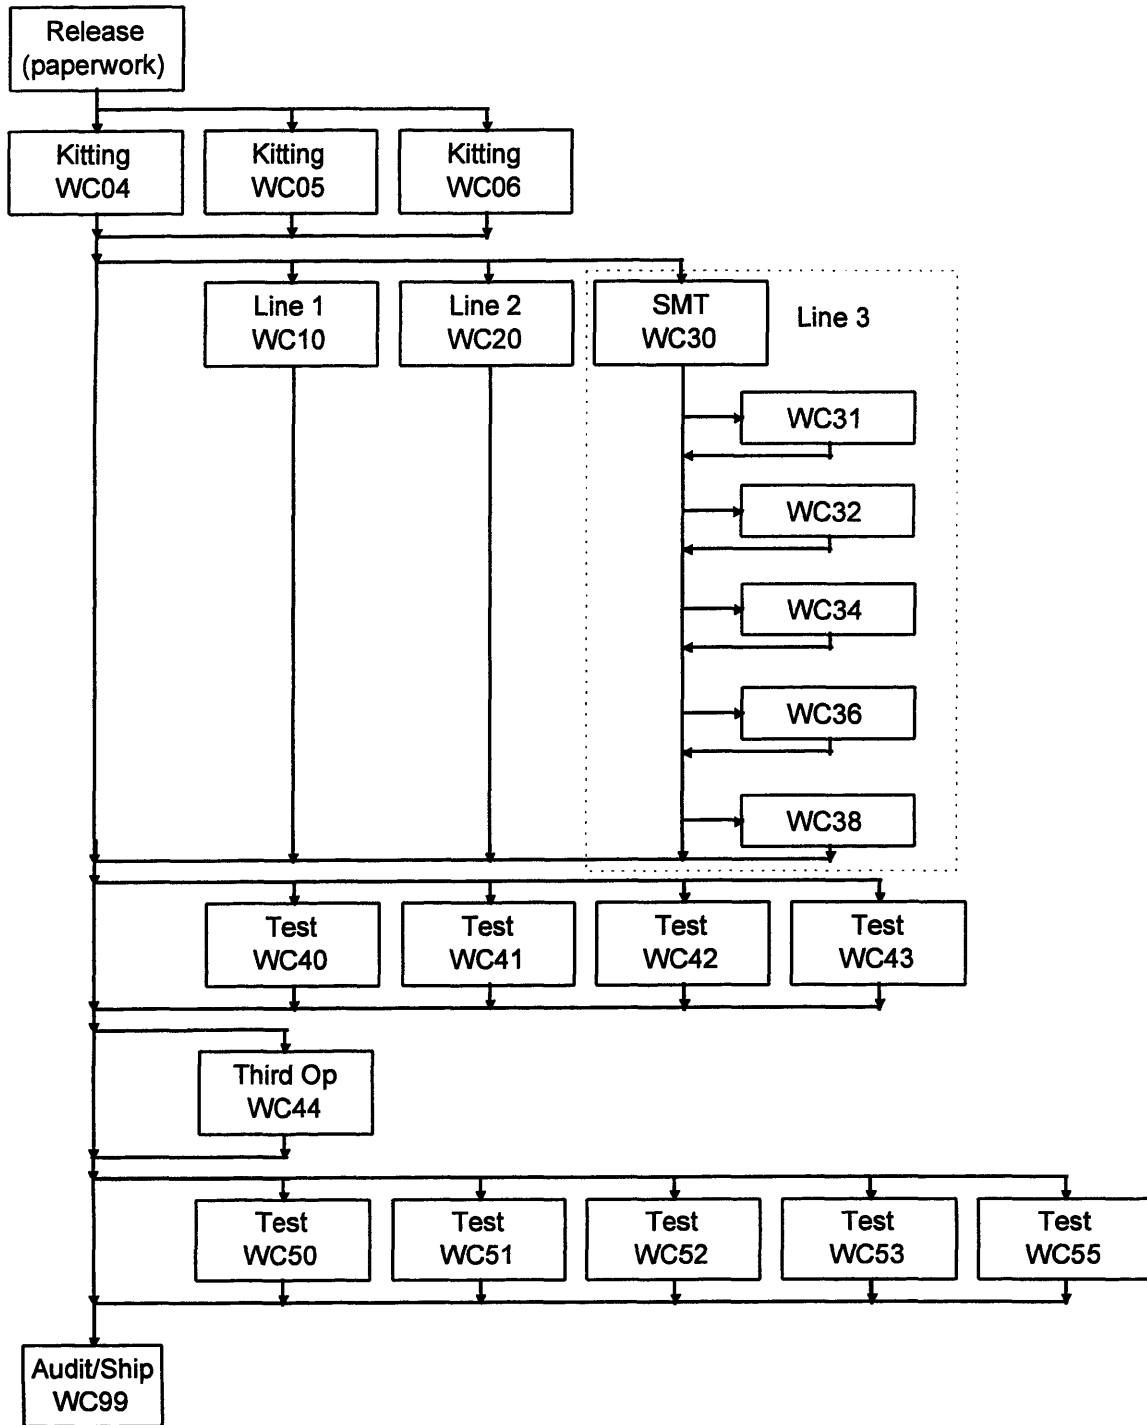 Release
(paperwork)
Kitting
WC04
Kitting
WC05
Kitting
WC06
Line 1
WC10
Line 2
WC20
SMT
WC30
Line 3
WC31
WC32
WC34
WC36
WC38
Test
WC40
Test
WC41
Test
WC42
Test
WC43
Third Op
WC44
Test
WC50
Test
WC51
Test
WC52
Test
WC53
Test
WC55
Audit/Ship
WC99